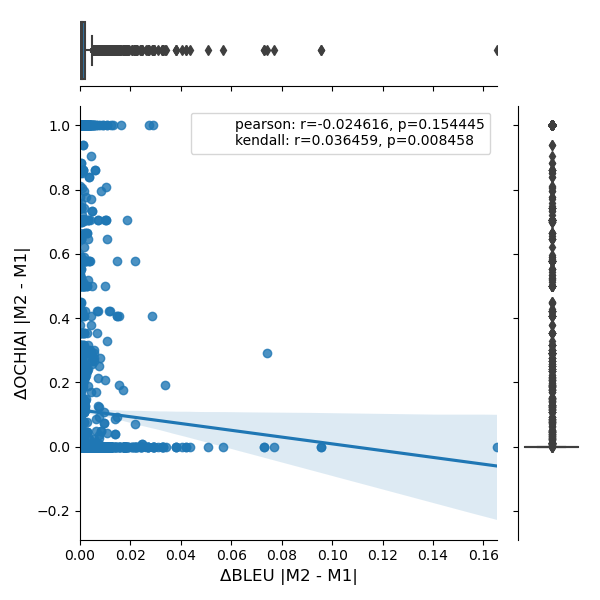 pearson: r=-0.024616, p=0.154445
kendall: r=0.036459, p=0.008458
1.0
0.8
0.6
0.4
0.2
0.0
−0.2
ΔOCHIAI |M2 - M1|
0.00 0.02 0.04 0.06 0.08 0.10 0.12 0.14 0.16
ΔBLEU |M2 - M1|